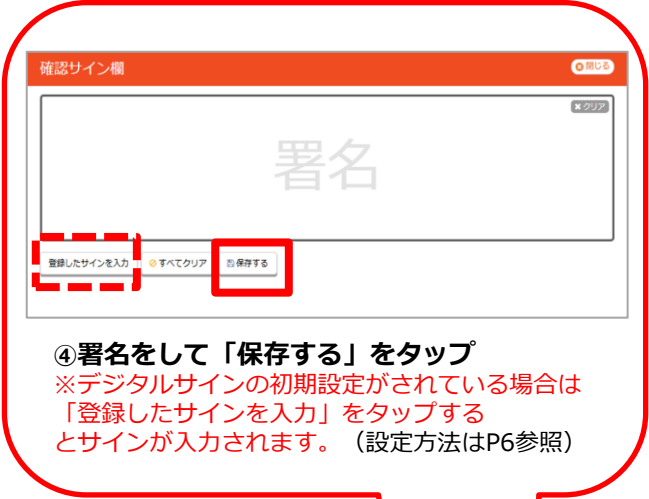 確認サイン欄
閉じる
クリア
署名
登録したサインを入力 すべてクリア 保存する
④署名をして「保存する」をタップ
※デジタルサインの初期設定がされている場合は
「登録したサインを入力」をタップする
とサインが入力されます。（設定方法はP6参照）